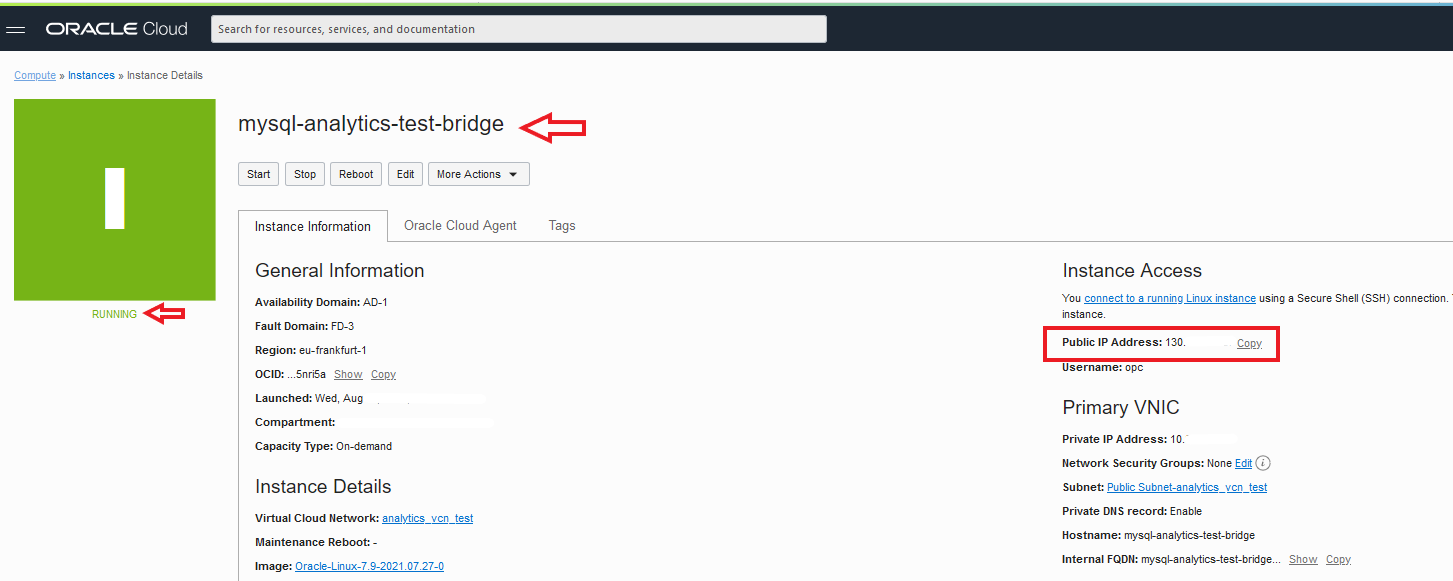 ORACLE Cloud
Search for resources, services, and documentation
Compute » Instances » Instance Details
mysql-analytics-test-bridge
Start Stop Reboot Edit More Actions
RUNNING
Instance Information Oracle Cloud Agent Tags
General Information
Availability Domain: AD-1
Fault Domain: FD-3
Region: eu-frankfurt-1
OCID: ...5nri5a Show Copy
Launched: Wed, Aug
Compartment:
Capacity Type: On-demand
Instance Details
Virtual Cloud Network: analytics_vcn_test
Maintenance Reboot: -
Image: Oracle-Linux-7.9-2021.07.27-0
Instance Access
You connect to a running Linux instance using a Secure Shell (SSH) connection.
instance.
Public IP Address: 130. Copy
Username: opc
Primary VNIC
Private IP Address: 10.
Network Security Groups: None Edit i
Subnet: Public Subnet-analytics_vcn_test
Private DNS record: Enable
Hostname: mysql-analytics-test-bridge
Internal FQDN: mysql-analytics-test-bridge... Show Copy